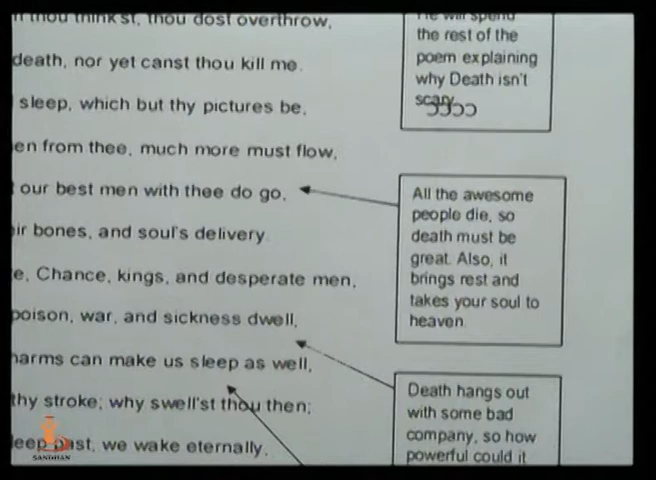 thou think'st, thou dost overthrow,
death, nor yet canst thou kill me.
sleep, which but thy pictures be,
en from thee, much more must flow,
our best men with thee do go,
ir bones, and soul's delivery.
e, Chance, kings, and desperate men,
poison, war, and sickness dwell,
harms can make us sleep as well,
thy stroke; why swell'st thou then;
leep past, we wake eternally.
He will spend
the rest of the
poem explaining
why Death isn't
scary
All the awesome
people die, so
death must be
great. Also, it
brings rest and
takes your soul to
heaven.
Death hangs out
with some bad
company, so how
powerful could it
SANDHAN